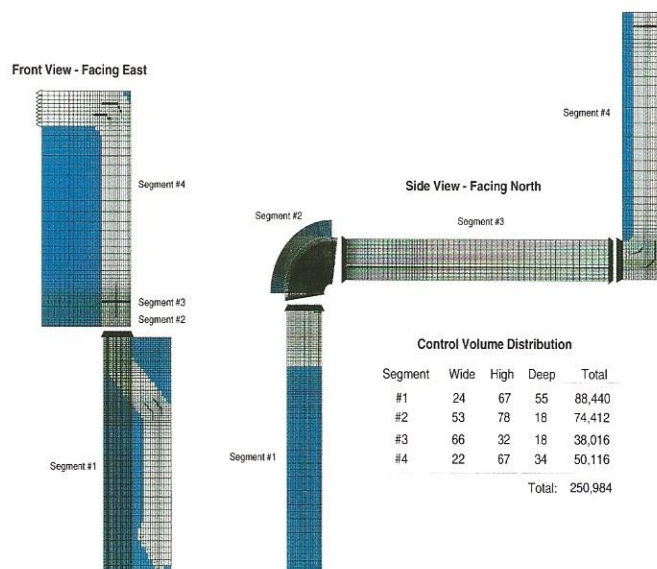 Front View - Facing East
Segment #4
Segment #3
Segment #2
Segment #1
Segment #4
Side View - Facing North
Segment #2
Segment #3
Segment #1
Control Volume Distribution
Segment Wide High Deep Total
#1 24 67 55 88,440
#2 53 78 18 74,412
#3 66 32 18 38,016
#4 22 67 34 50,116
Total: 250,984